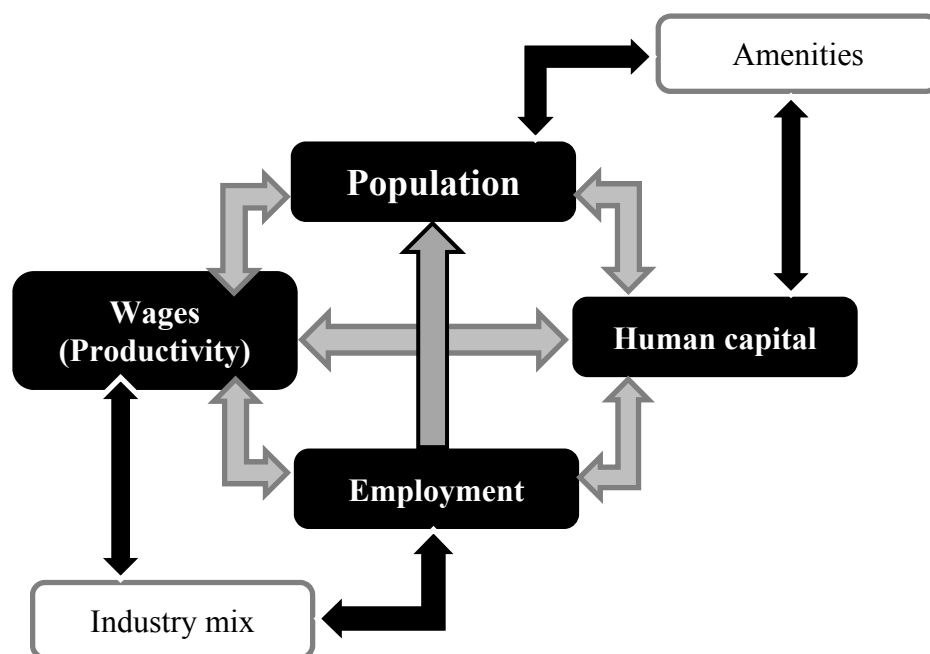 Amenities
Population
Wages
(Productivity)
Human capital
Employment
Industry mix